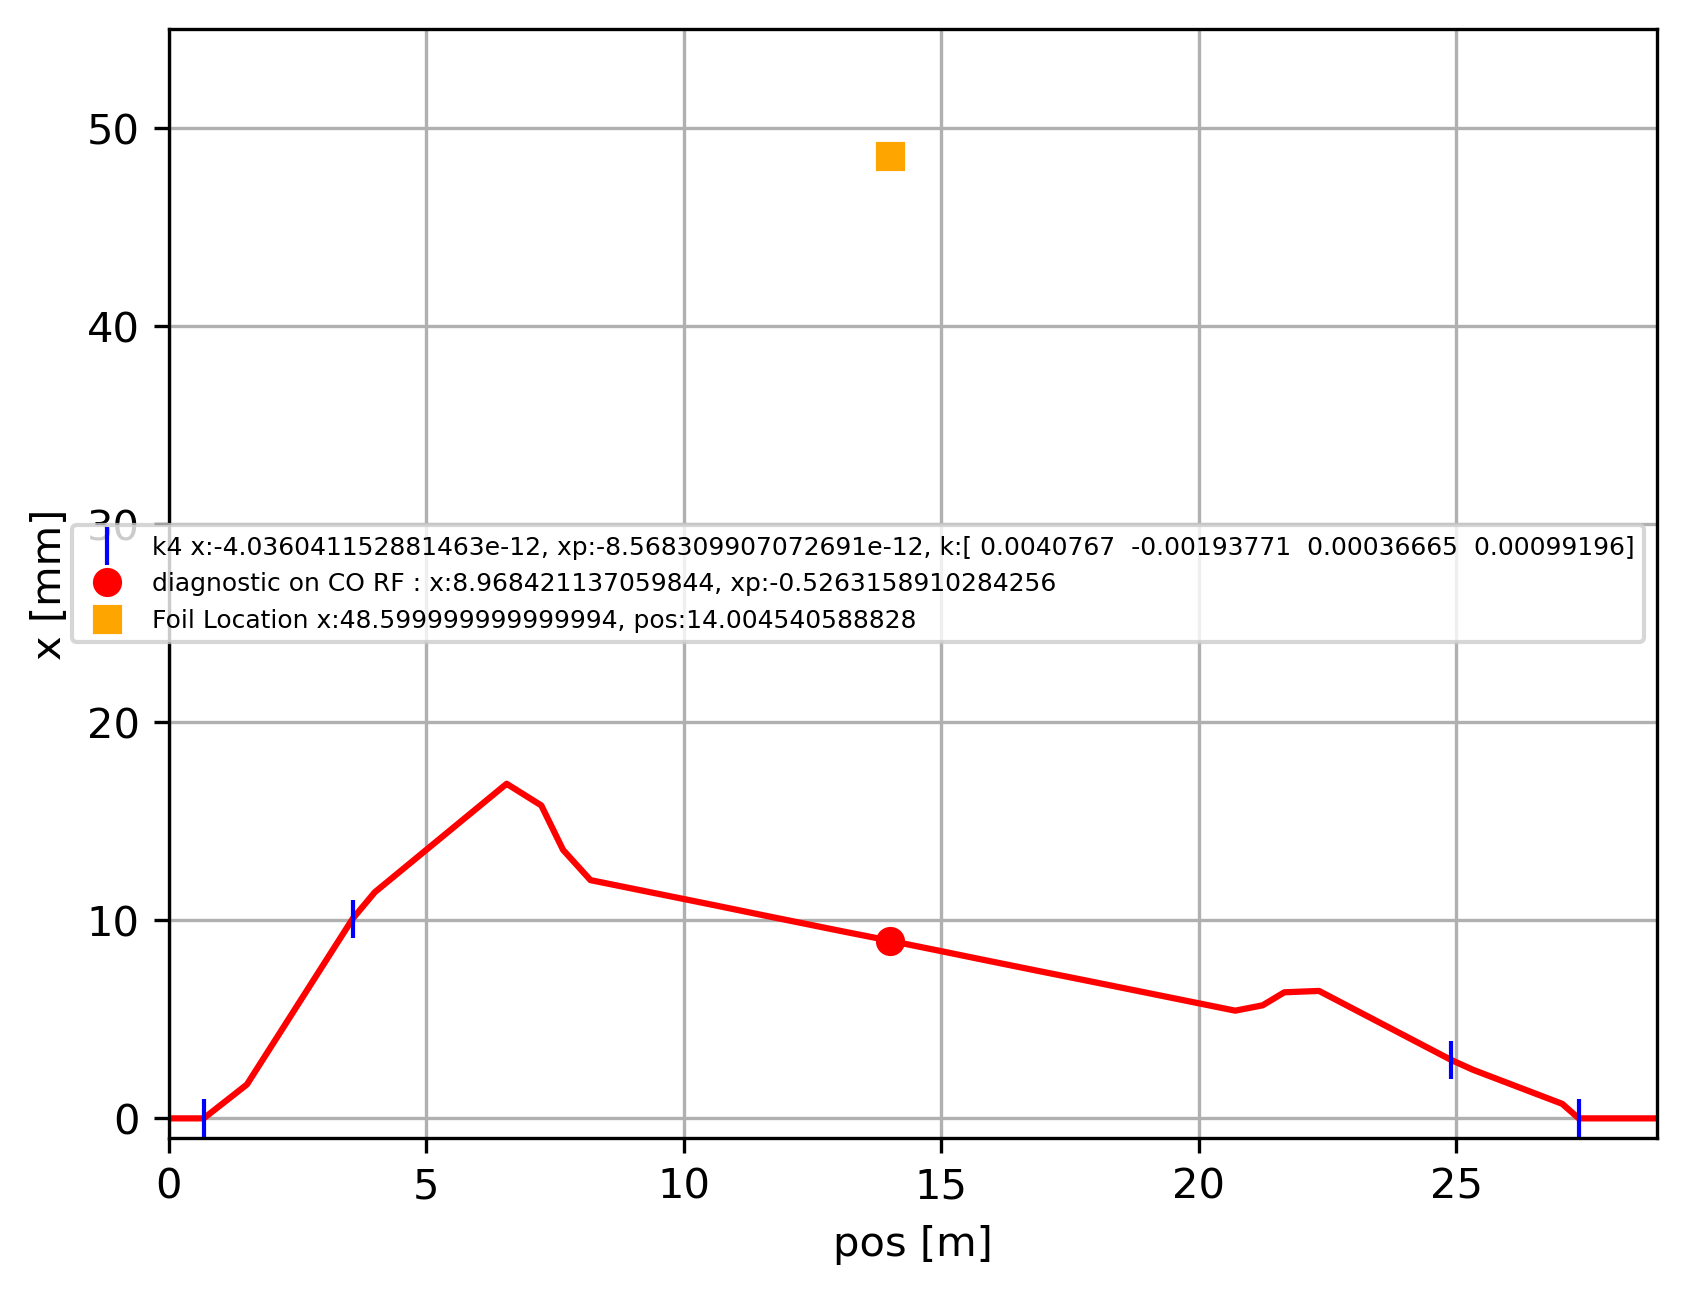 50
40
30
20
10
0
x [mm]
k4 x:-4.036041152881463e-12, xp:-8.568309907072691e-12, k:[ 0.0040767 -0.00193771 0.00036665 0.00099196]
diagnostic on CO RF : x:8.968421137059844, xp:-0.5263158910284256
Foil Location x:48.599999999999994, pos:14.004540588828
0 5 10 15 20 25
pos [m]